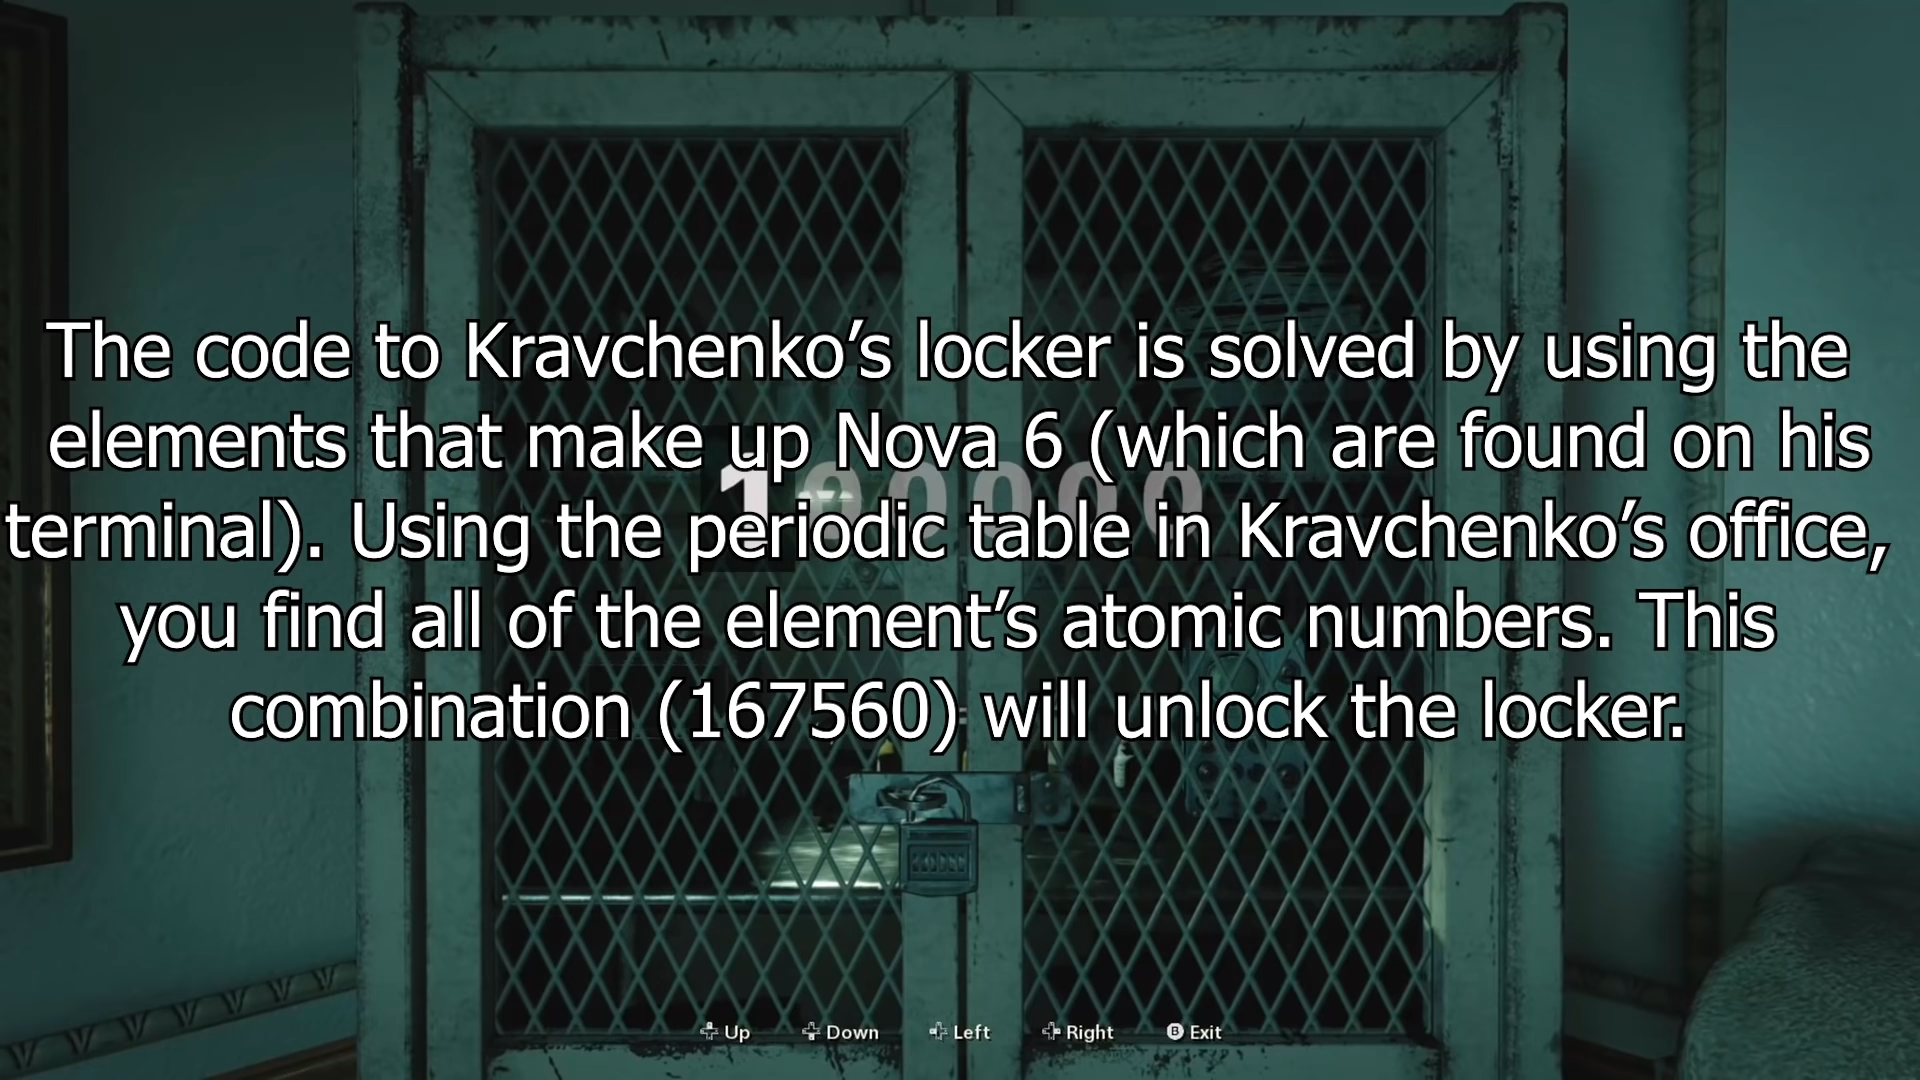 The code to Kravchenko's locker is solved by using the
elements that make up Nova 6 (which are found on his
terminal). Using the periodic table in Kravchenko's office,
you find all of the element's atomic numbers. This
combination (167560) will unlock the locker.
Up Down Left Right B Exit